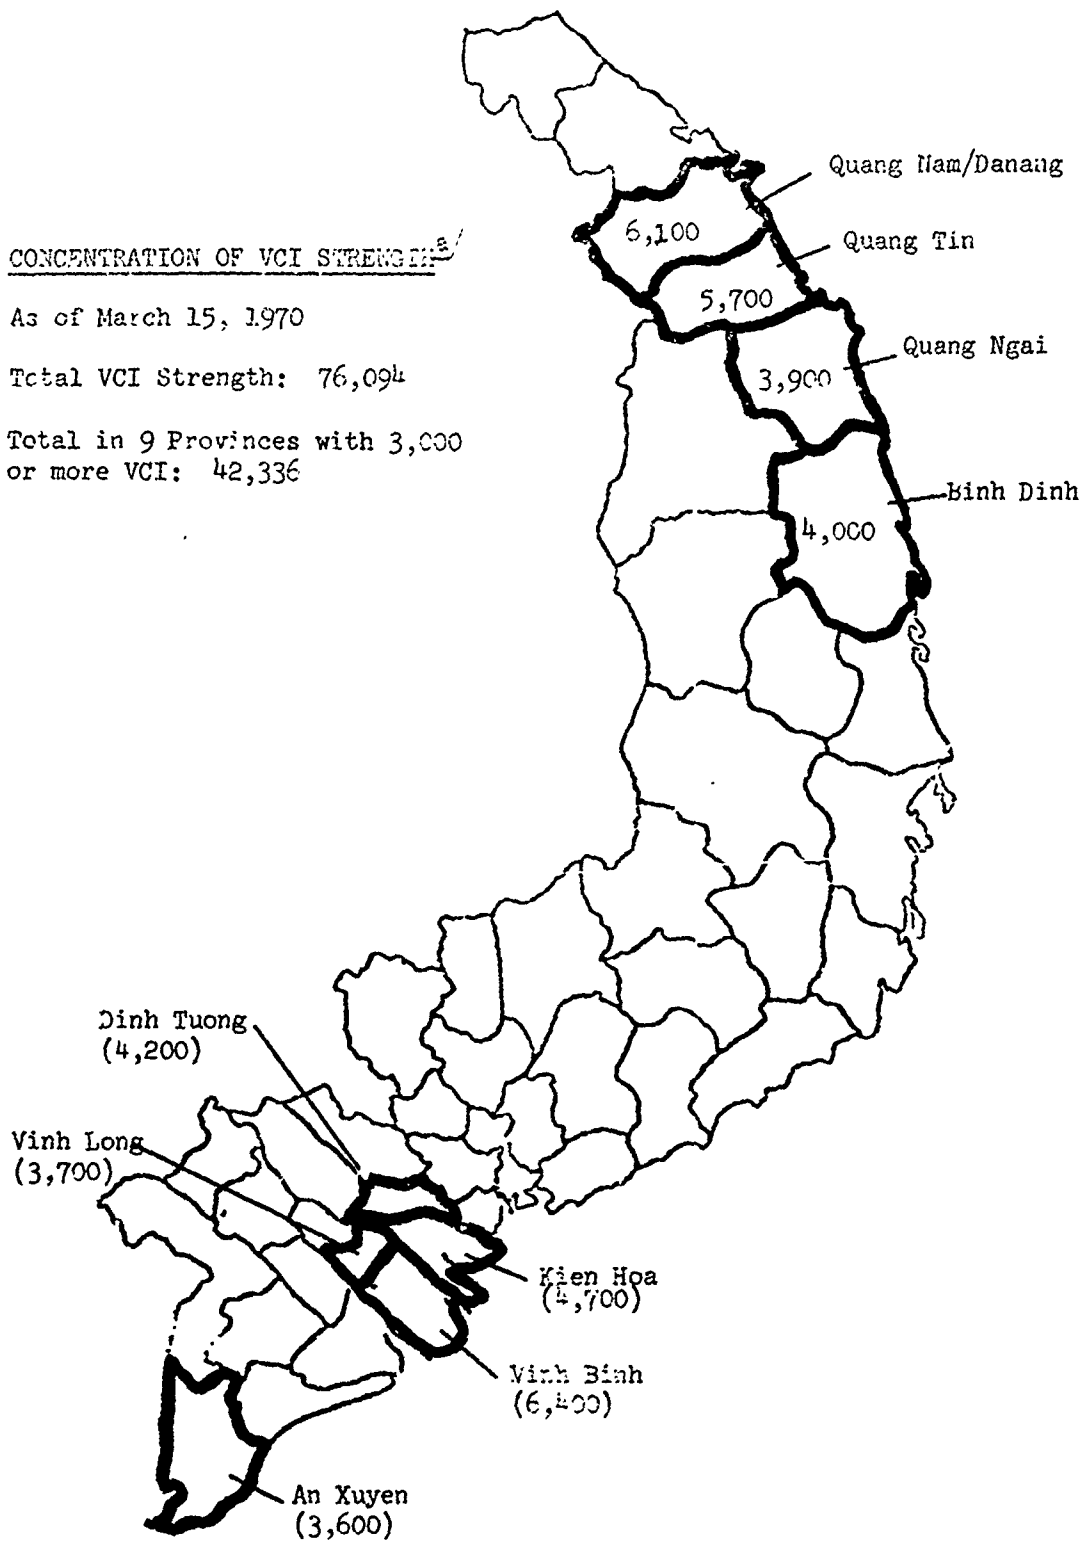 CONCENTRATION OF VCI STRENGTH a/
As of March 15, 1970
Total VCI Strength: 76,094
Total in 9 Provinces with 3,000
or more VCI: 42,336
Quang Nam/Danang
6,100
Quang Tin
5,700
Quang Ngai
3,900
Binh Dinh
4,000
Dinh Tuong
(4,200)
Vinh Long
(3,700)
Kien Hoa
(4,700)
Vinh Binh
(6,400)
An Xuyen
(3,600)